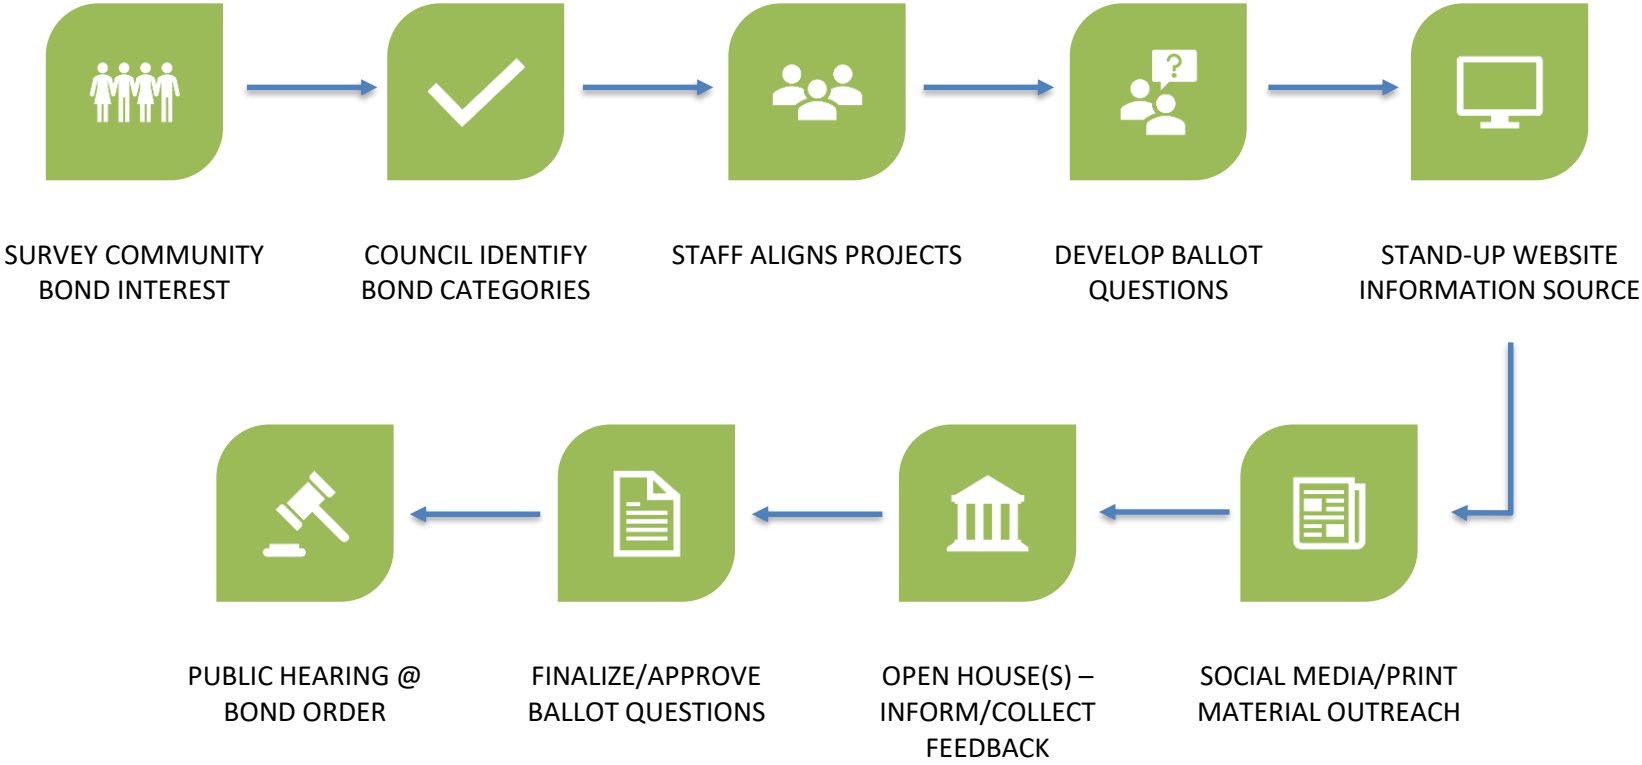 ?
SURVEY COMMUNITY
BOND INTEREST
COUNCIL IDENTIFY
BOND CATEGORIES
STAFF ALIGNS PROJECTS
DEVELOP BALLOT
QUESTIONS
STAND-UP WEBSITE
INFORMATION SOURCE
PUBLIC HEARING @
BOND ORDER
FINALIZE/APPROVE
BALLOT QUESTIONS
OPEN HOUSE(S) –
INFORM/COLLECT
FEEDBACK
SOCIAL MEDIA/PRINT
MATERIAL OUTREACH